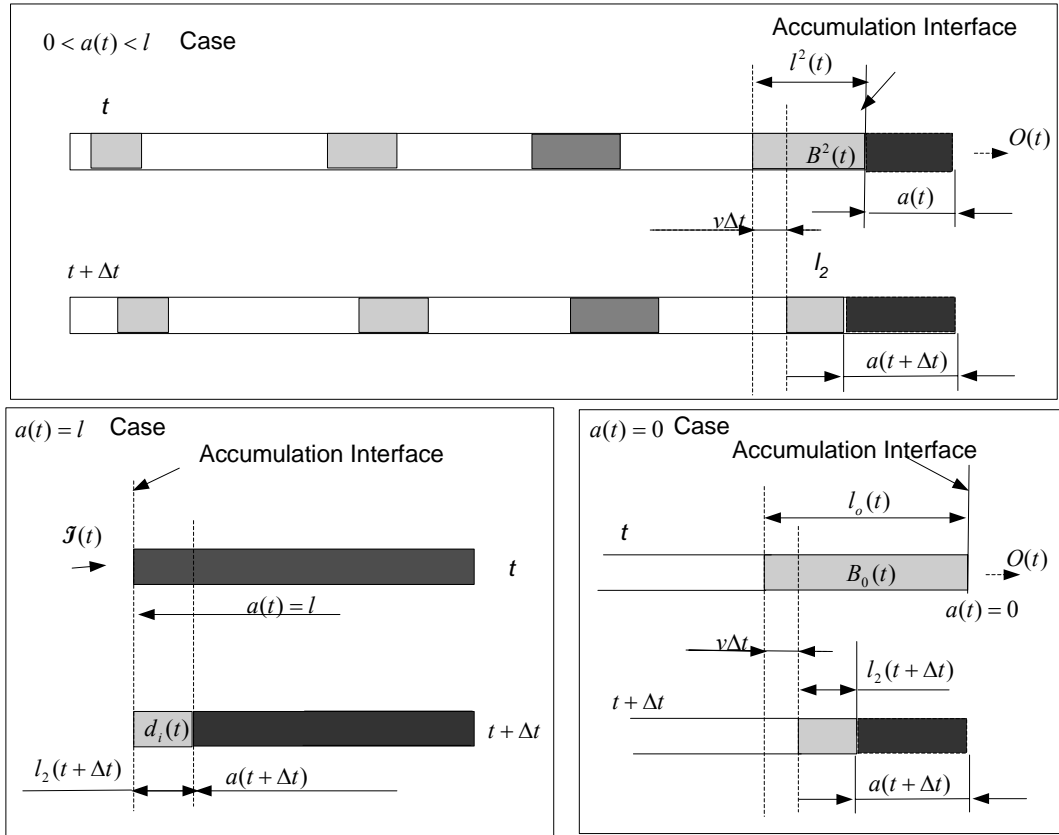 0 < a(t) < l Case
Accumulation Interface
l²(t)
t
B²(t)
O(t)
a(t)
vΔt
l₂
t + Δt
a(t + Δt)
a(t) = l Case
Accumulation Interface
𝓘(t)
t
a(t) = l
d_i(t)
t + Δt
l₂(t + Δt)
a(t + Δt)
a(t) = 0 Case
Accumulation Interface
l_o(t)
t
B₀(t)
O(t)
a(t) = 0
vΔt
l₂(t + Δt)
t + Δt
a(t + Δt)